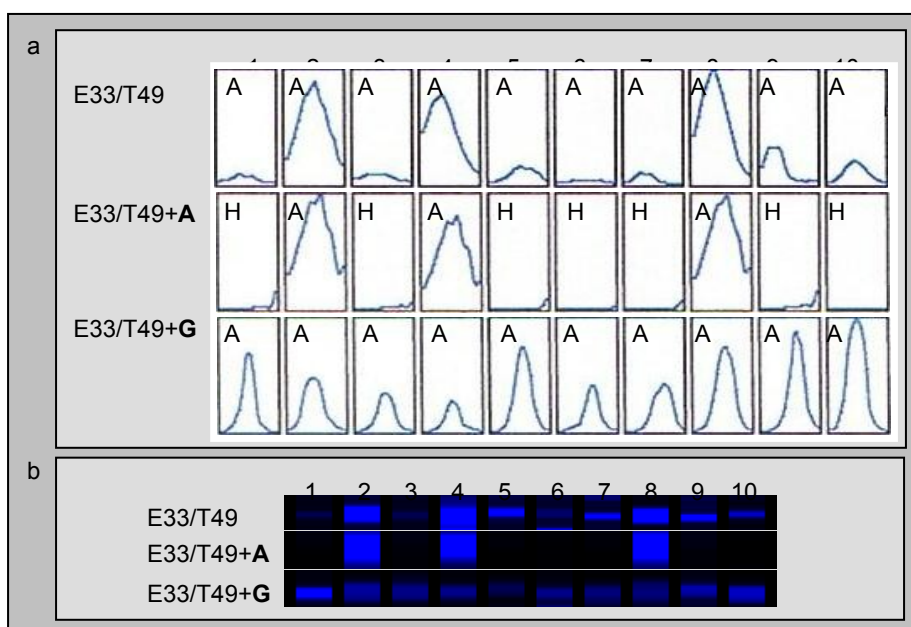 a
E33/T49
A A A A A A A A A A
E33/T49+A
H A H A H H H A H H
E33/T49+G
A A A A A A A A A A
b
1 2 3 4 5 6 7 8 9 10
E33/T49
E33/T49+A
E33/T49+G